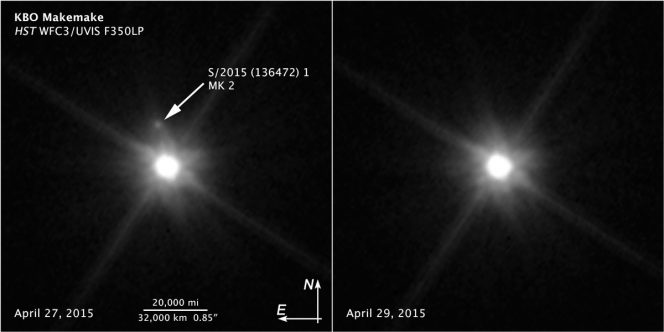 KBO Makemake
HST WFC3/UVIS F350LP
S/2015 (136472) 1
MK 2
April 27, 2015
20,000 mi
32,000 km 0.85″
N
E
April 29, 2015